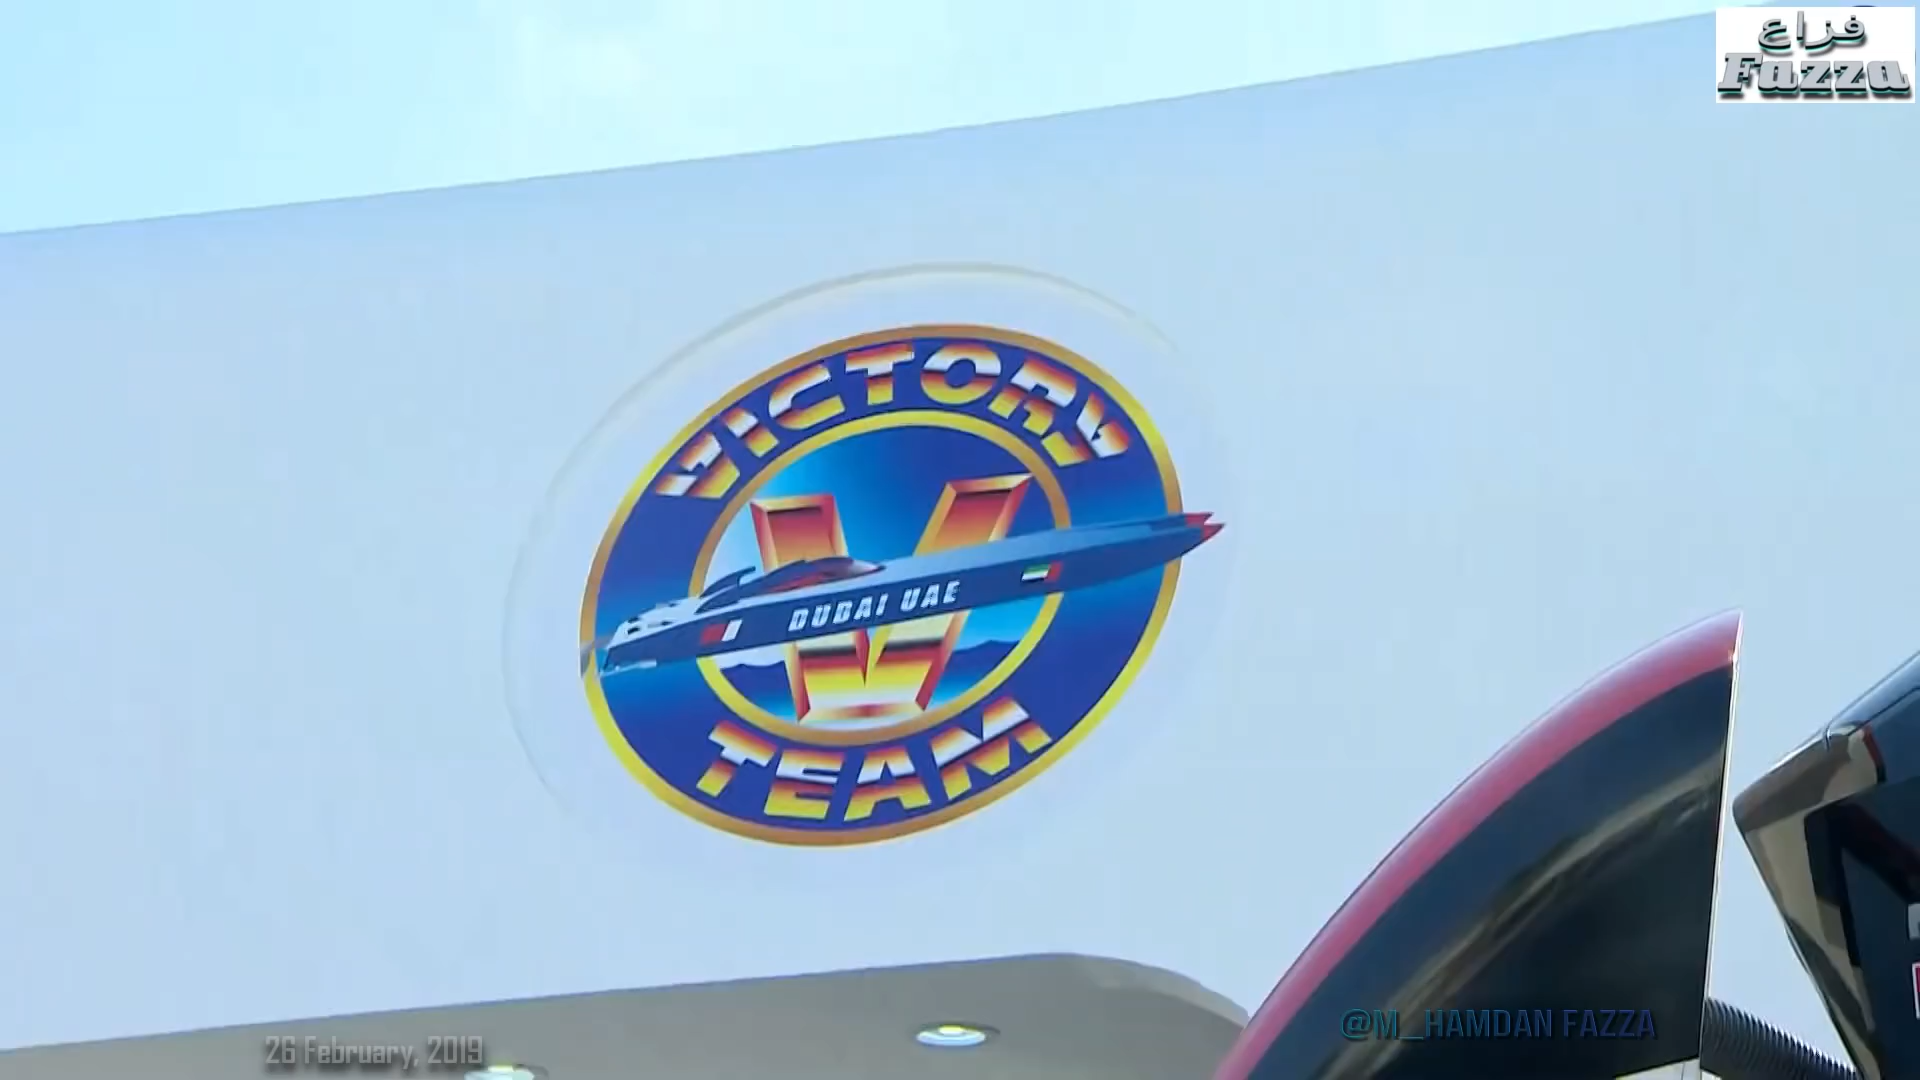 فزاع
Fazza
VICTORY
DUBAI UAE
TEAM
@M_HAMDAN FAZZA
26 February, 2019